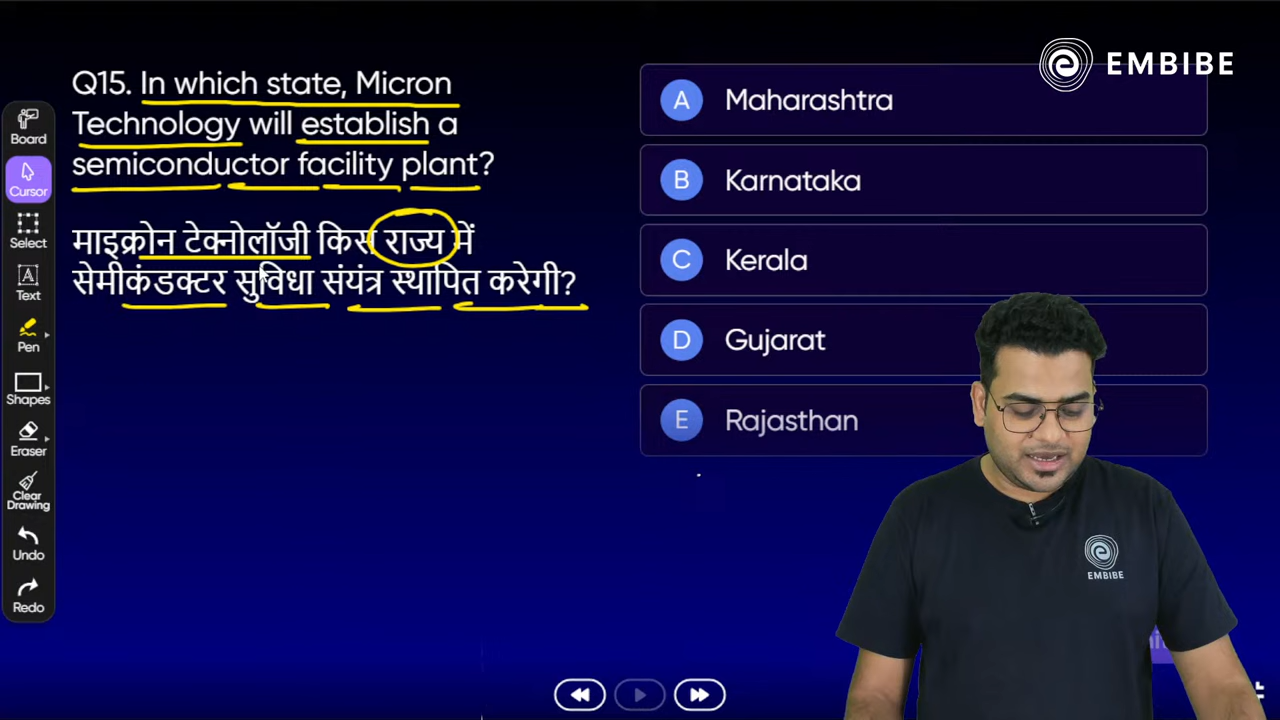 EMBIBE
Q15. In which state, Micron
Technology will establish a
semiconductor facility plant?
माइक्रोन टेक्नोलॉजी किस राज्य में
सेमीकंडक्टर सुविधा संयंत्र स्थापित करेगी?
A Maharashtra
B Karnataka
C Kerala
D Gujarat
E Rajasthan
Board
Cursor
Select
A
Text
Pen
Shapes
Eraser
Clear
Drawing
Undo
Redo
EMBIBE